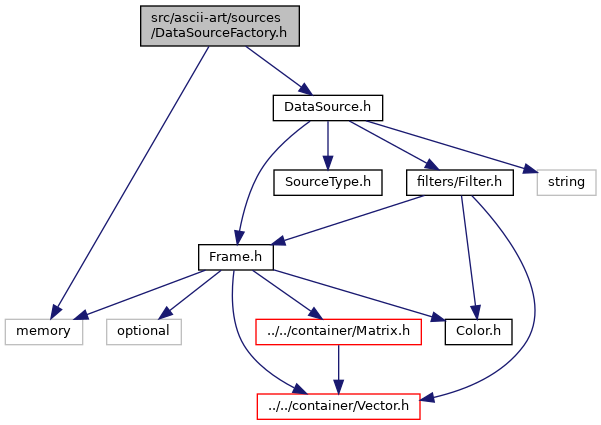 src/ascii-art/sources
/DataSourceFactory.h
DataSource.h
SourceType.h
filters/Filter.h
string
Frame.h
memory
optional
../../container/Matrix.h
Color.h
../../container/Vector.h